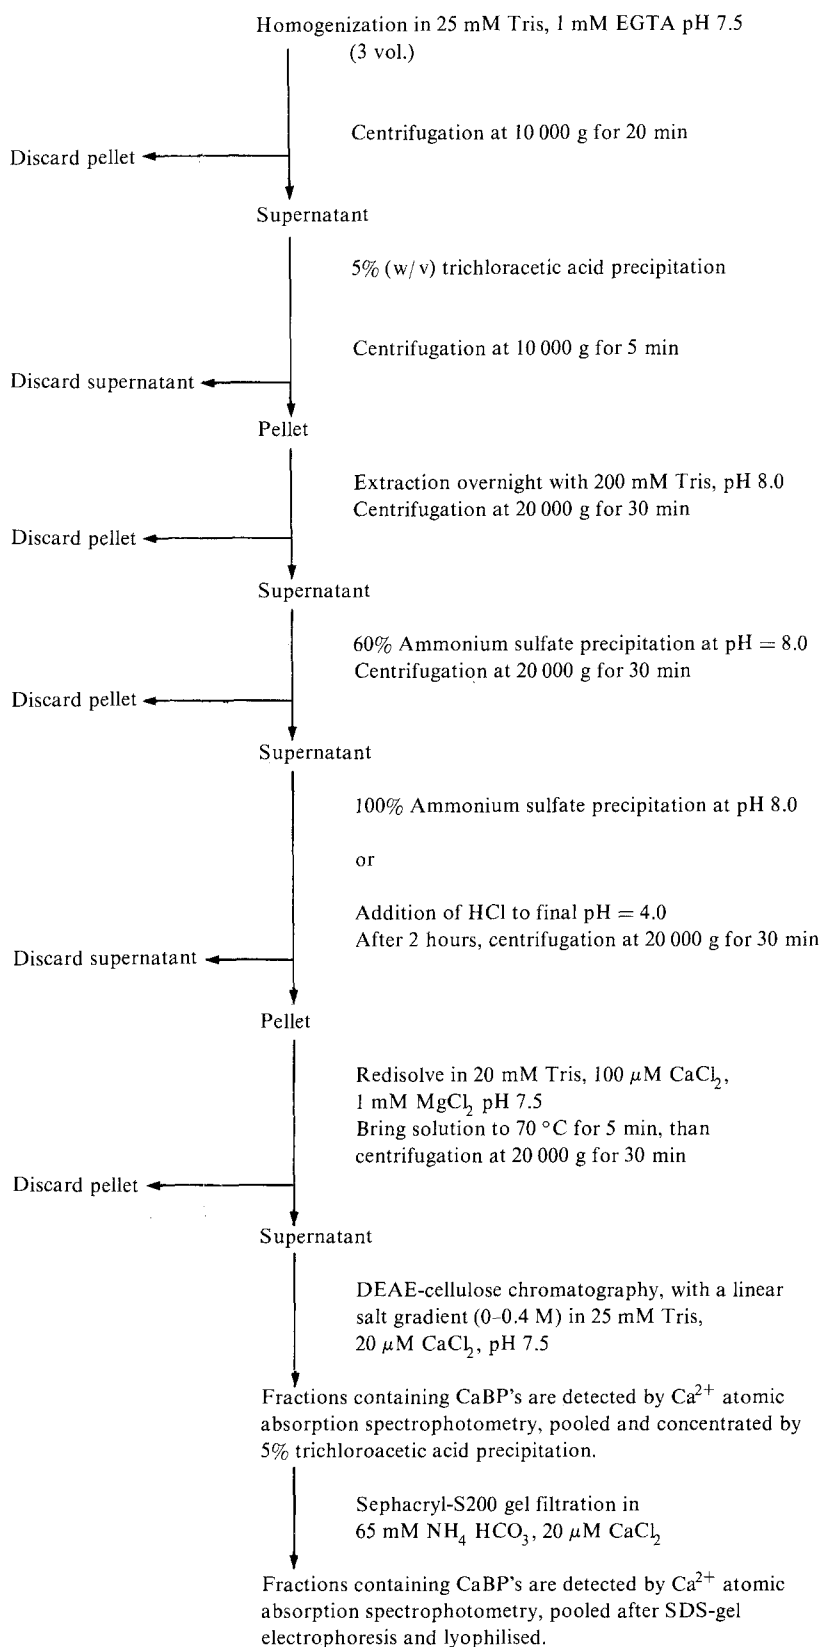 Homogenization in 25 mM Tris, 1 mM EGTA pH 7.5
(3 vol.)
Centrifugation at 10 000 g for 20 min
Discard pellet
Supernatant
5% (w/v) trichloracetic acid precipitation
Centrifugation at 10 000 g for 5 min
Discard supernatant
Pellet
Extraction overnight with 200 mM Tris, pH 8.0
Centrifugation at 20 000 g for 30 min
Discard pellet
Supernatant
60% Ammonium sulfate precipitation at pH = 8.0
Centrifugation at 20 000 g for 30 min
Discard pellet
Supernatant
100% Ammonium sulfate precipitation at pH 8.0
or
Addition of HCl to final pH = 4.0
After 2 hours, centrifugation at 20 000 g for 30 min
Discard supernatant
Pellet
Redisolve in 20 mM Tris, 100 μM CaCl₂,
1 mM MgCl₂ pH 7.5
Bring solution to 70 °C for 5 min, than
centrifugation at 20 000 g for 30 min
Discard pellet
Supernatant
DEAE-cellulose chromatography, with a linear
salt gradient (0–0.4 M) in 25 mM Tris,
20 μM CaCl₂, pH 7.5
Fractions containing CaBP's are detected by Ca²⁺ atomic
absorption spectrophotometry, pooled and concentrated by
5% trichloroacetic acid precipitation.
Sephacryl-S200 gel filtration in
65 mM NH₄ HCO₃, 20 μM CaCl₂
Fractions containing CaBP's are detected by Ca²⁺ atomic
absorption spectrophotometry, pooled after SDS-gel
electrophoresis and lyophilised.